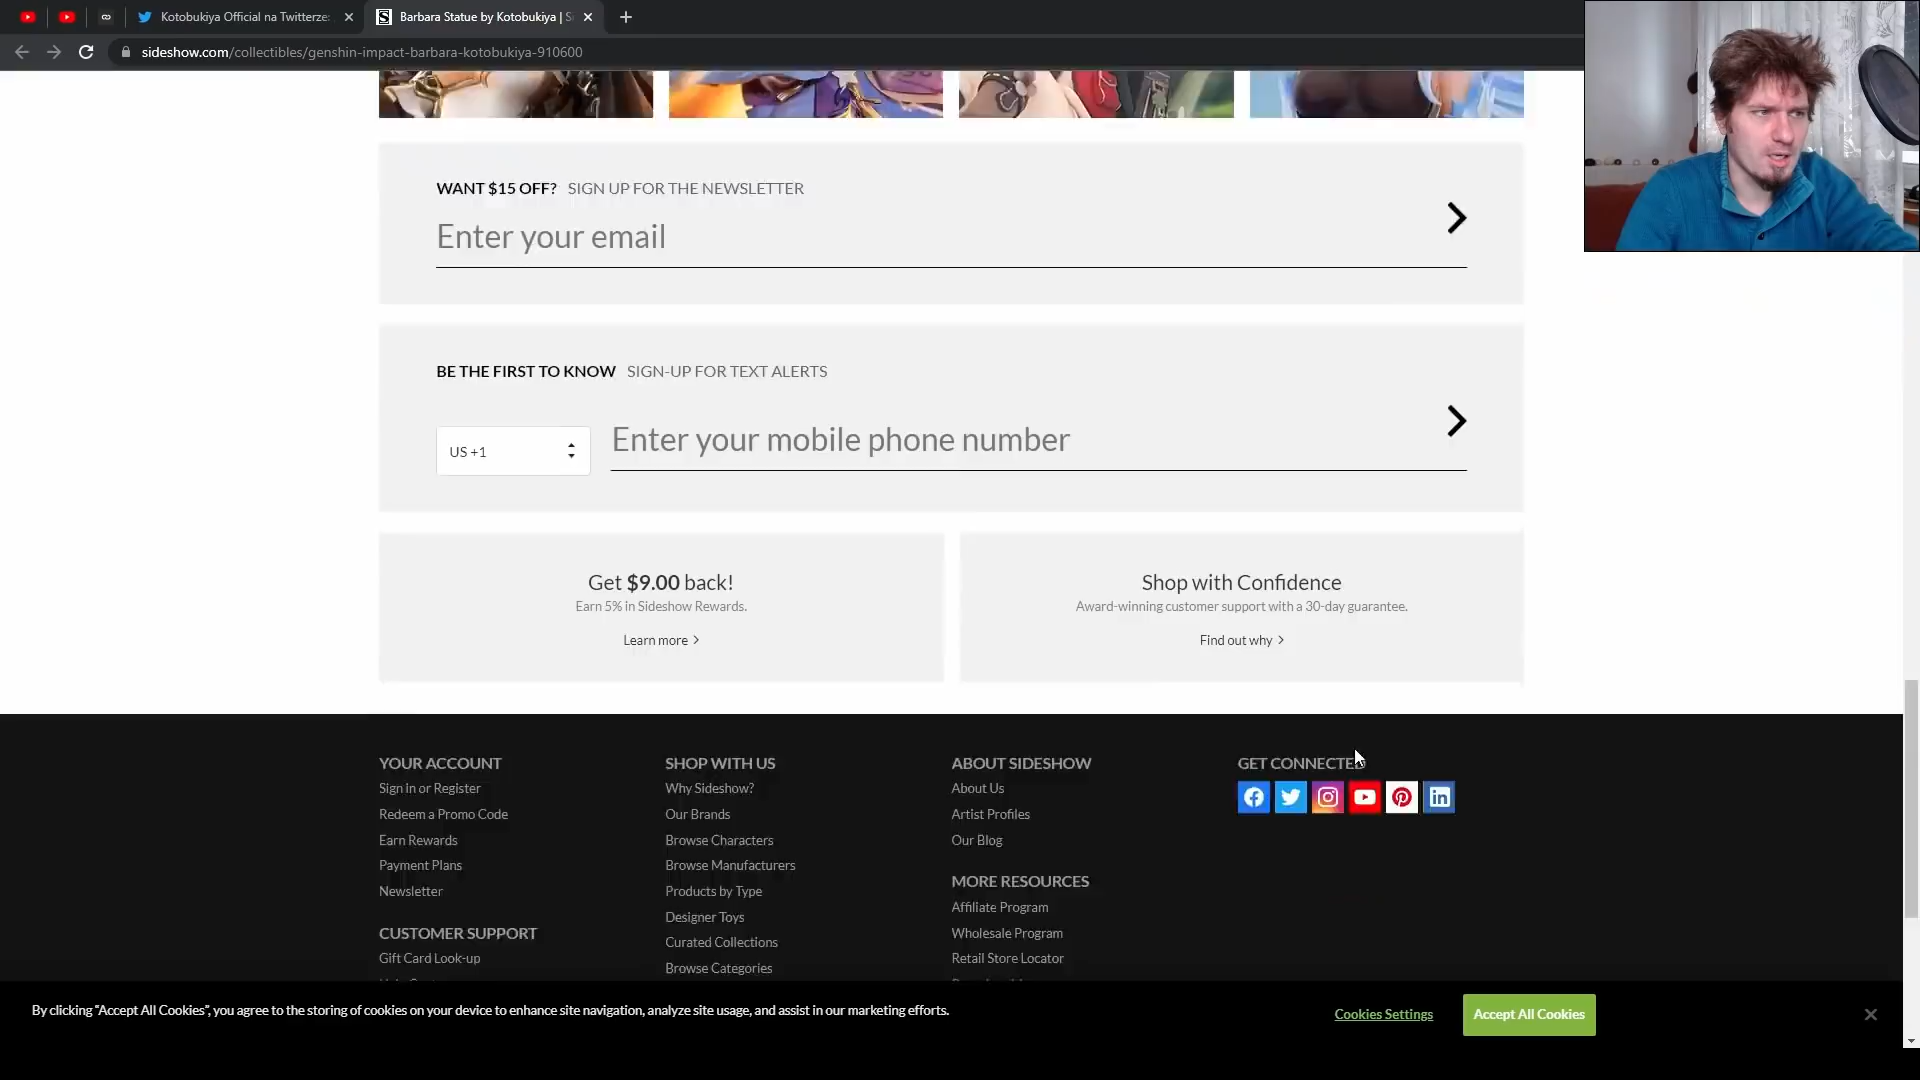 Kotobukiya Official na Twitterze:
Barbara Statue by Kotobukiya | S
sideshow.com/collectibles/genshin-impact-barbara-kotobukiya-910600
WANT $15 OFF? SIGN UP FOR THE NEWSLETTER
Enter your email
BE THE FIRST TO KNOW SIGN-UP FOR TEXT ALERTS
US +1
Enter your mobile phone number
Get $9.00 back!
Earn 5% in Sideshow Rewards.
Learn more
Shop with Confidence
Award-winning customer support with a 30-day guarantee.
Find out why
YOUR ACCOUNT
Sign In or Register
Redeem a Promo Code
Earn Rewards
Payment Plans
Newsletter
CUSTOMER SUPPORT
Gift Card Look-up
SHOP WITH US
Why Sideshow?
Our Brands
Browse Characters
Browse Manufacturers
Products by Type
Designer Toys
Curated Collections
Browse Categories
ABOUT SIDESHOW
About Us
Artist Profiles
Our Blog
MORE RESOURCES
Affiliate Program
Wholesale Program
Retail Store Locator
GET CONNECTED
By clicking "Accept All Cookies", you agree to the storing of cookies on your device to enhance site navigation, analyze site usage, and assist in our marketing efforts.
Cookies Settings
Accept All Cookies